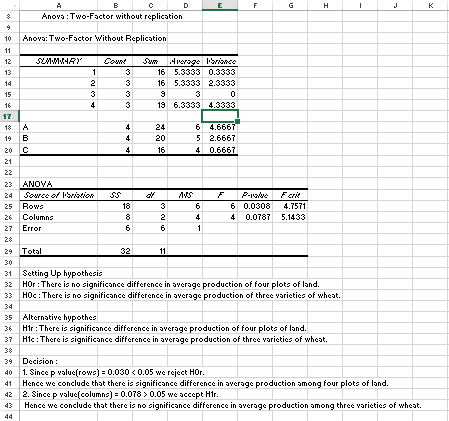 A B C D E F G H I J K
8 Anova : Two-Factor without replication
9
10 Anova: Two-Factor Without Replication
11
12 SUMMARY Count Sum Average Variance
13 1 3 16 5.3333 0.3333
14 2 3 16 5.3333 2.3333
15 3 3 9 3 0
16 4 3 19 6.3333 4.3333
17
18 A 4 24 6 4.6667
19 B 4 20 5 2.6667
20 C 4 16 4 0.6667
21
22
23 ANOVA
24 Source of Variation SS df MS F P-value F crit
25 Rows 18 3 6 6 0.0308 4.7571
26 Columns 8 2 4 4 0.0787 5.1433
27 Error 6 6 1
28
29 Total 32 11
30
31 Setting Up hypothesis
32 H0r : There is no significance difference in average production of four plots of land.
33 H0c : There is no significance difference in average production of three varieties of wheat.
34
35 Alternative hypothes
36 H1r : There is significance difference in average production of four plots of land.
37 H1c : There is significance difference in average production of three varieties of wheat.
38
39 Decision :
40 1. Since p value(rows) = 0.030 < 0.05 we reject H0r.
41 Hence we conclude that there is significance difference in average production among four plots of land.
42 2. Since p value(columns) = 0.078 > 0.05 we accept H1r.
43 Hence we conclude that there is no significance difference in average production among three varieties of wheat.
44